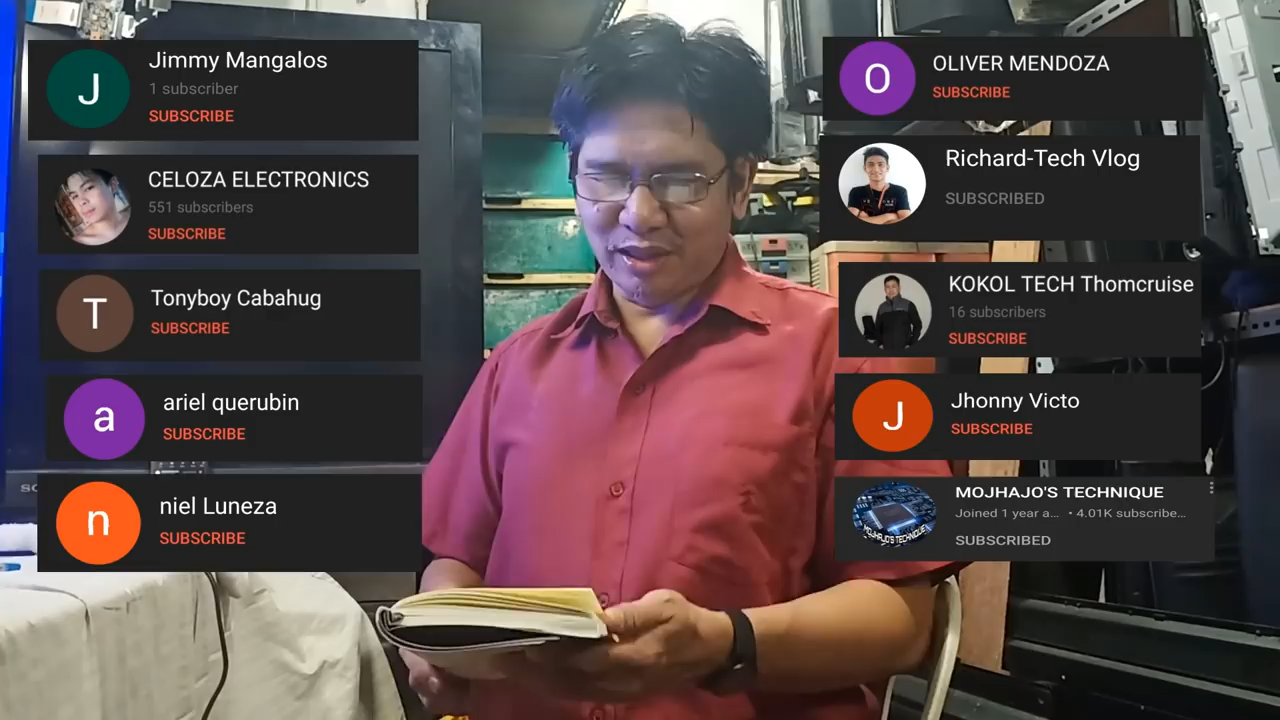 J
Jimmy Mangalos
1 subscriber
SUBSCRIBE
CELOZA ELECTRONICS
551 subscribers
SUBSCRIBE
T
Tonyboy Cabahug
SUBSCRIBE
a
ariel querubin
SUBSCRIBE
n
niel Luneza
SUBSCRIBE
O
OLIVER MENDOZA
SUBSCRIBE
Richard-Tech Vlog
SUBSCRIBED
KOKOL TECH Thomcruise
16 subscribers
SUBSCRIBE
J
Jhonny Victo
SUBSCRIBE
MOJHAJO'S TECHNIQUE
MOJHAJO'S TECHNIQUE
Joined 1 year a... • 4.01K subscribe...
SUBSCRIBED